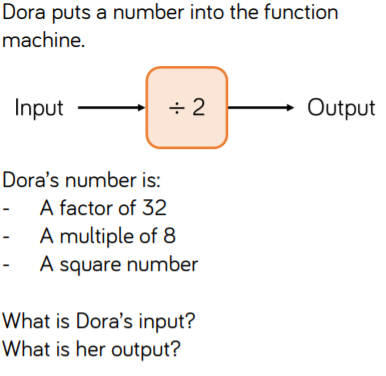 Dora puts a number into the function
machine.
Input ÷ 2 Output
Dora's number is:
- A factor of 32
- A multiple of 8
- A square number
What is Dora's input?
What is her output?